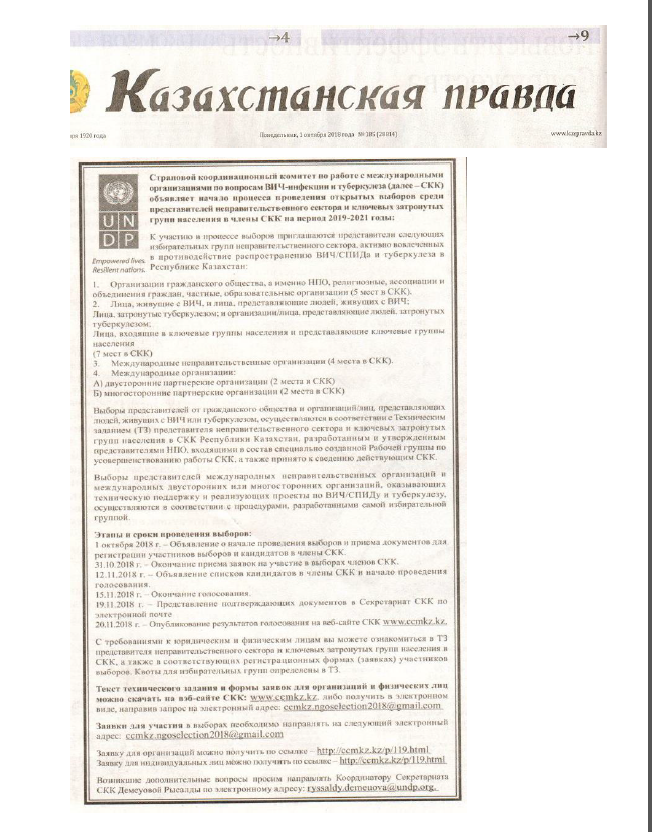 →4
→9
Казахстанская правда
ря 1920 года
Понедельник, 1 октября 2018 года № 185 (28814)
www.kazpravda.kz
U N
D P
Empowered lives.
Resilient nations.
Страновой координационный комитет по работе с международными
организациями по вопросам ВИЧ-инфекции и туберкулеза (далее – СКК)
объявляет начало процесса проведения открытых выборов среди
представителей неправительственного сектора и ключевых затронутых
групп населения в члены СКК на период 2019-2021 годы:
К участию в процессе выборов приглашаются представители следующих
избирательных групп неправительственного сектора, активно вовлеченных
в противодействие распространению ВИЧ/СПИДа и туберкулеза в
Республике Казахстан:
1. Организации гражданского общества, а именно НПО, религиозные, ассоциации и
объединения граждан, частные, образовательные организации (5 мест в СКК).
2. Лица, живущие с ВИЧ, и лица, представляющие людей, живущих с ВИЧ;
Лица, затронутые туберкулезом; и организации/лица, представляющие людей, затронутых
туберкулезом;
Лица, входящие в ключевые группы населения и представляющие ключевые группы
населения
(7 мест в СКК)
3. Международные неправительственные организации (4 места в СКК).
4. Международные организации:
А) двусторонние партнерские организации (2 места в СКК)
Б) многосторонние партнерские организации (2 места в СКК)
Выборы представителей от гражданского общества и организаций/лиц, представляющих
людей, живущих с ВИЧ или туберкулезом, осуществляются в соответствии с Техническим
заданием (ТЗ) представителя неправительственного сектора и ключевых затронутых
групп населения в СКК Республики Казахстан, разработанным и утвержденным
представителями НПО, входящими в состав специально созданной Рабочей группы по
усовершенствованию работы СКК, а также принято к сведению действующим СКК.
Выборы представителей международных неправительственных организаций и
международных двусторонних или многосторонних организаций, оказывающих
техническую поддержку и реализующих проекты по ВИЧ/СПИДу и туберкулезу,
осуществляются в соответствии с процедурами, разработанными самой избирательной
группой.
Этапы и сроки проведения выборов:
1 октября 2018 г. – Объявление о начале проведения выборов и приема документов для
регистрации участников выборов и кандидатов в члены СКК.
31.10.2018 г. – Окончание приема заявок на участие в выборах членов СКК.
12.11.2018 г. – Объявление списков кандидатов в члены СКК и начало проведения
голосования.
15.11.2018 г. – Окончание голосования.
19.11.2018 г. – Представление подтверждающих документов в Секретариат СКК по
электронной почте
20.11.2018 г. – Опубликование результатов голосования на веб-сайте СКК www.ccmkz.kz.
С требованиями к юридическим и физическим лицам вы можете ознакомиться в ТЗ
представителя неправительственного сектора и ключевых затронутых групп населения в
СКК, а также в соответствующих регистрационных формах (заявках) участников
выборов. Квоты для избирательных групп определены в ТЗ.
Текст технического задания и формы заявок для организаций и физических лиц
можно скачать на вэб-сайте СКК: www.ccmkz.kz, либо получить в электронном
виде, направив запрос на электронный адрес: ccmkz.ngoselection2018@gmail.com
Заявки для участия в выборах необходимо направлять на следующий электронный
адрес: ccmkz.ngoselection2018@gmail.com
Заявку для организаций можно получить по ссылке – http://ccmkz.kz/p/119.html
Заявку для индивидуальных лиц можно получить по ссылке – http://ccmkz.kz/p/119.html
Возникшие дополнительные вопросы просим направлять Координатору Секретариата
СКК Демеуовой Рысалды по электронному адресу: ryssaldy.demeuova@undp.org.